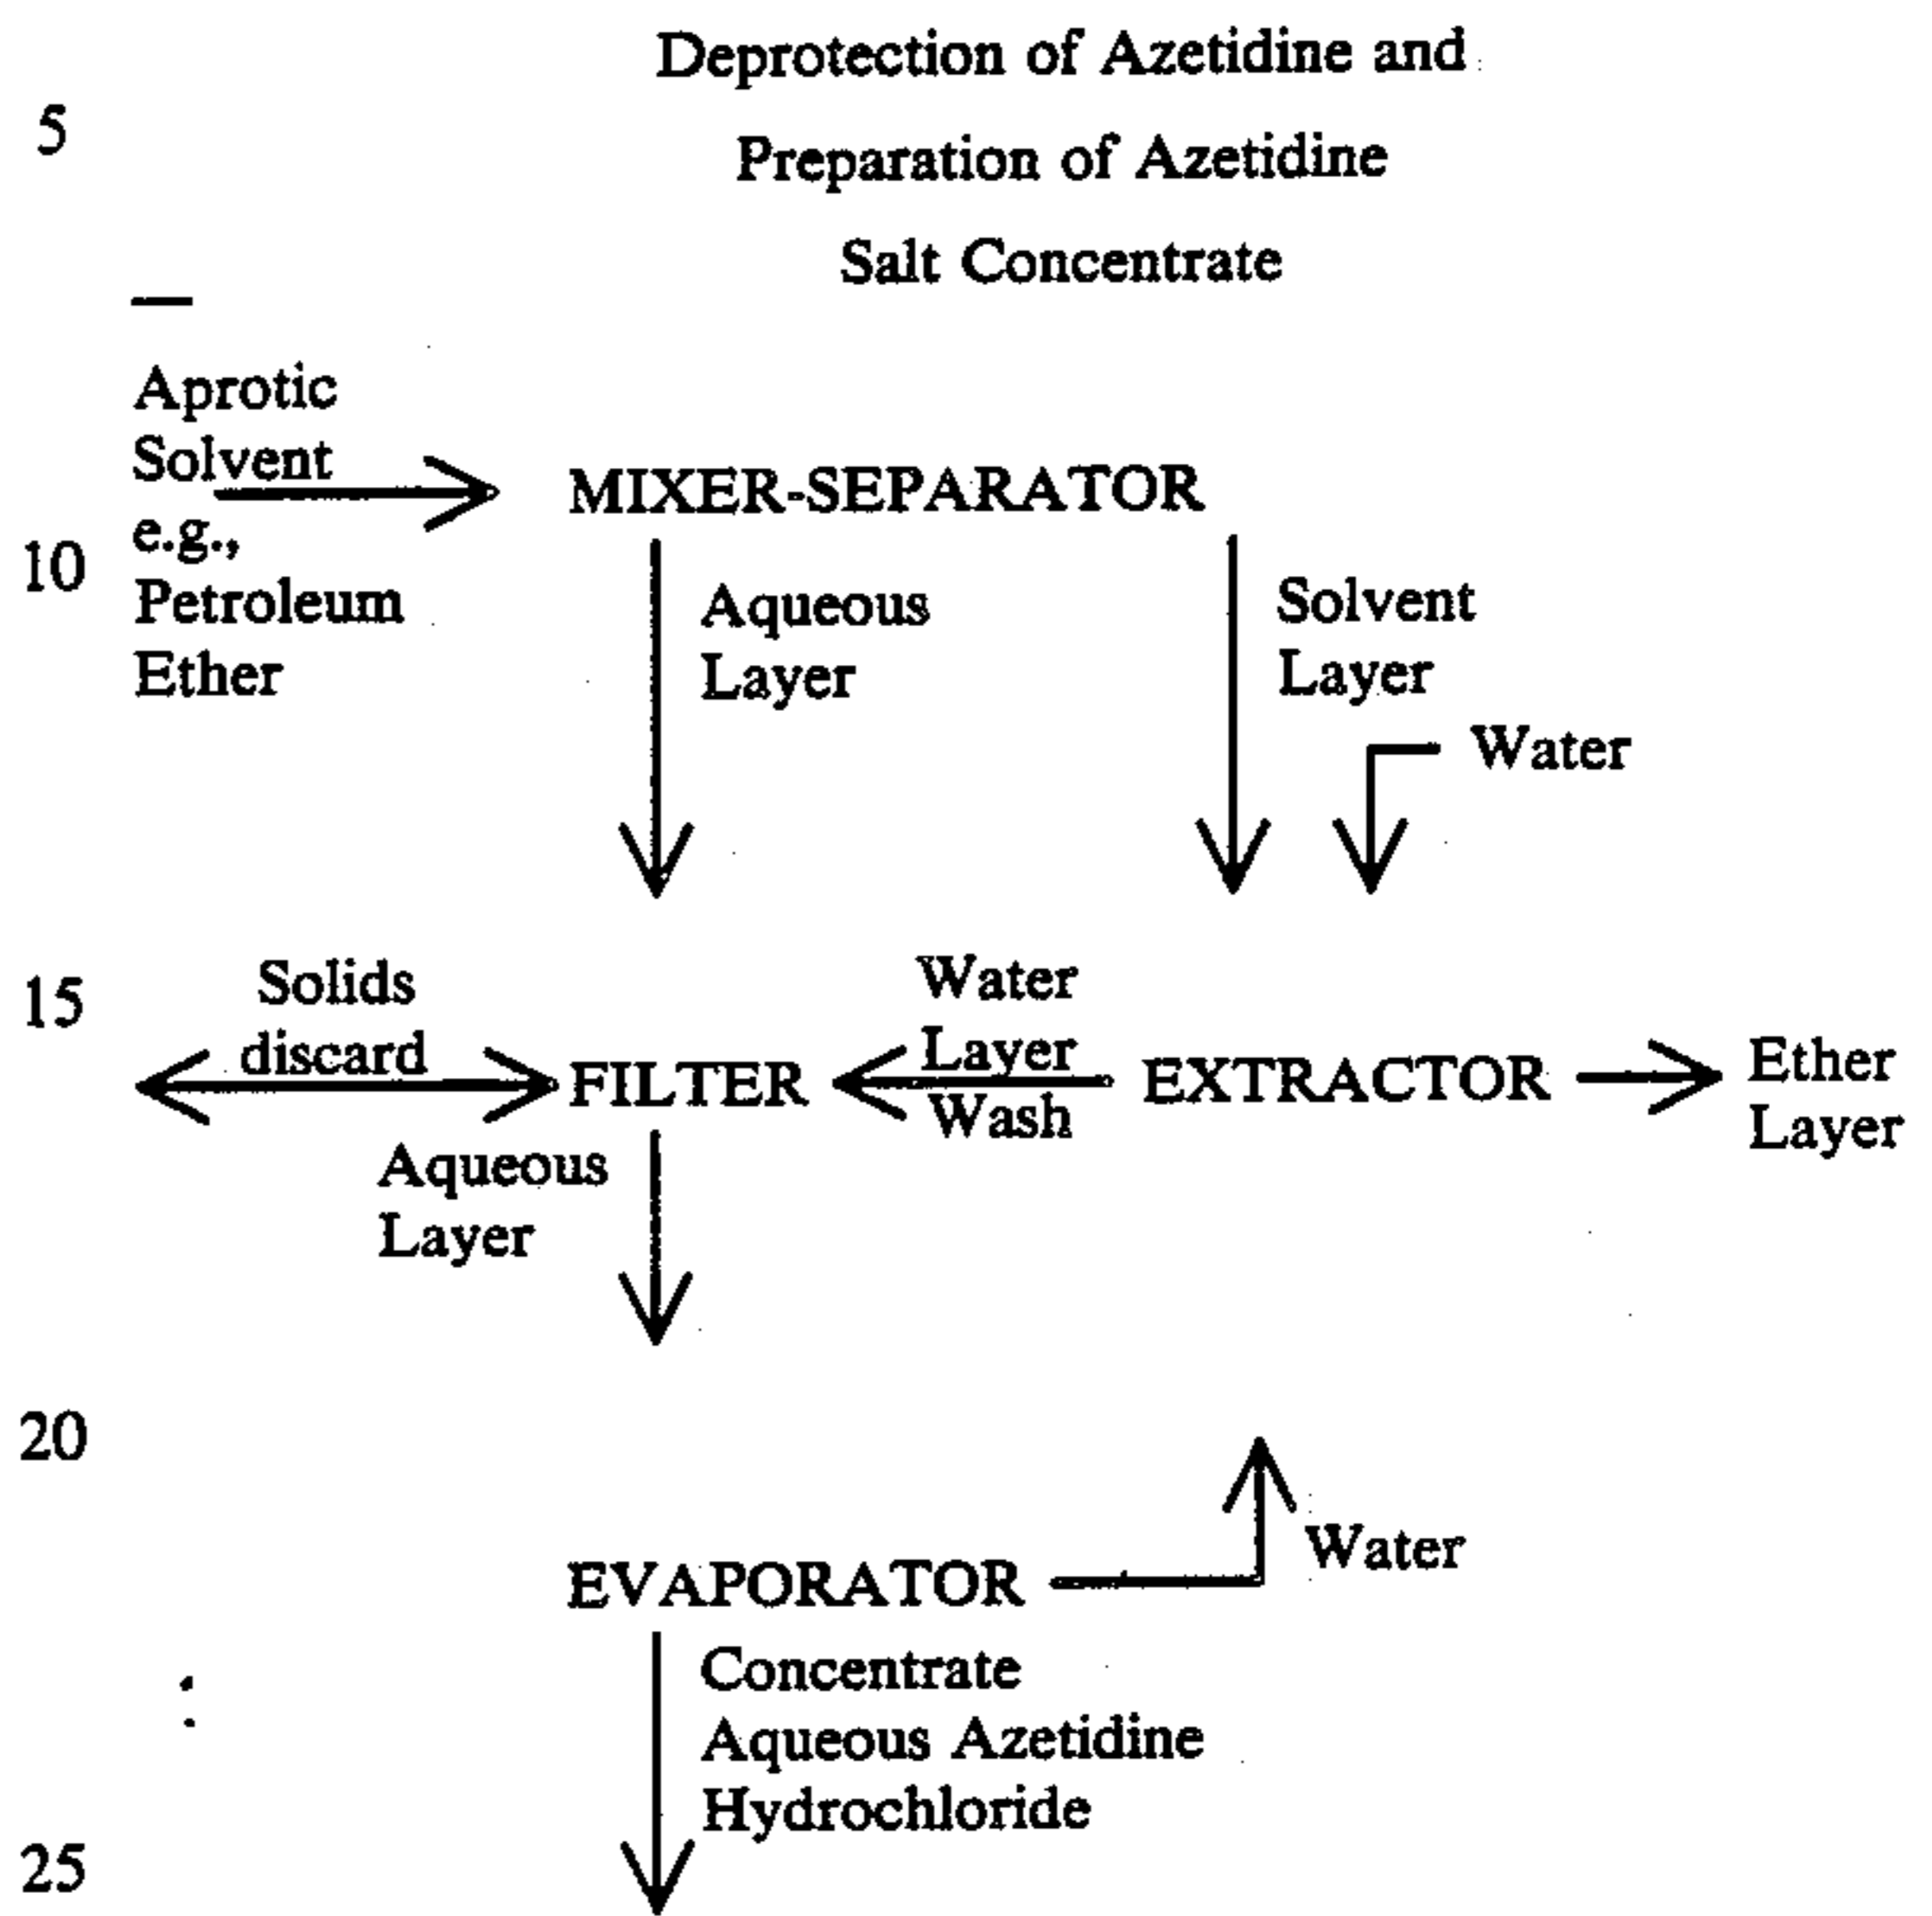 Deprotection of Azetidine and
5
Preparation of Azetidine
Salt Concentrate
Aprotic
Solvent
MIXER-SEPARATOR
e.g.,
10
Petroleum
Ether
Aqueous
Layer
Solvent
Layer
Water
15
Solids
discard
FILTER
Water
Layer
Wash
EXTRACTOR
Ether
Layer
Aqueous
Layer
20
Water
EVAPORATOR
Concentrate
Aqueous Azetidine
Hydrochloride
25